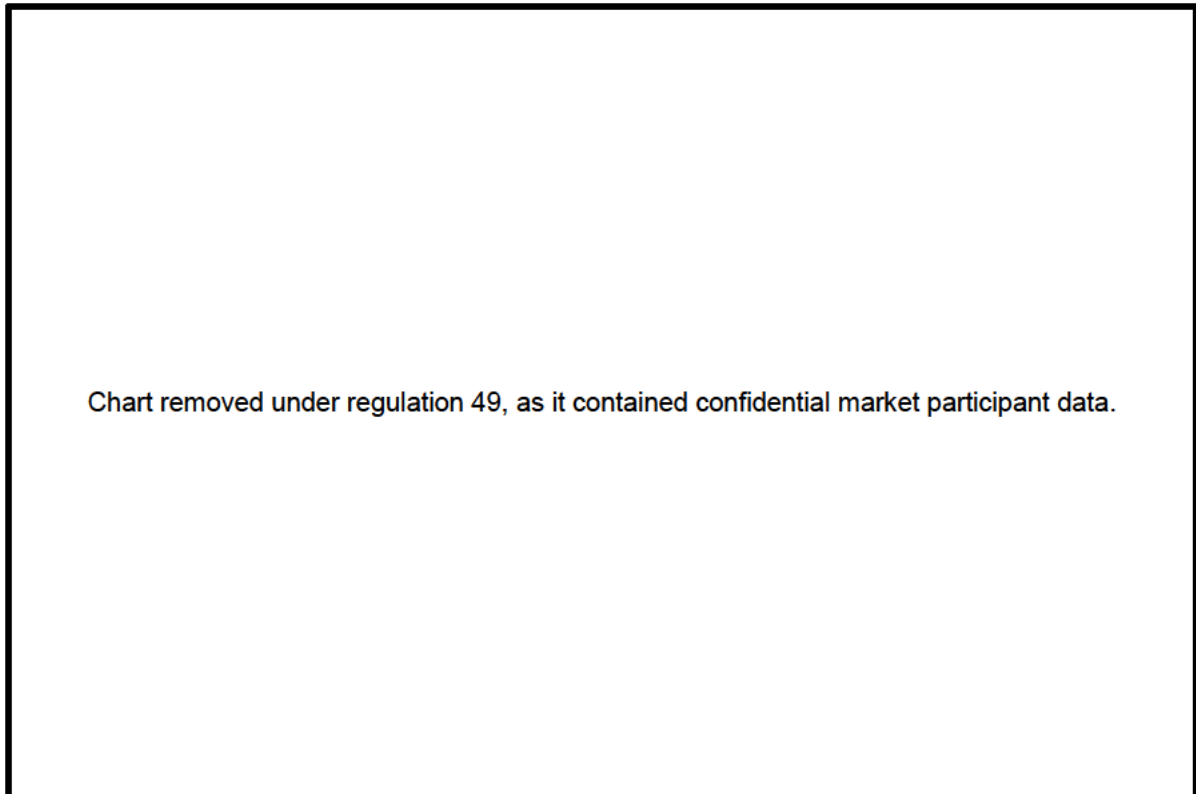 Chart removed under regulation 49, as it contained confidential market participant data.